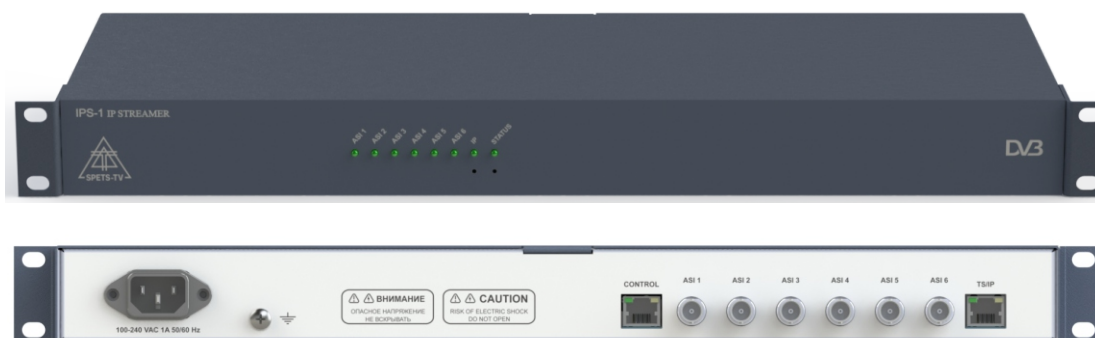 IPS-1 IP STREAMER
ASI 1 ASI 2 ASI 3 ASI 4 ASI 5 ASI 6 IP STATUS
SPETS-TV
DVB
100-240 VAC 1A 50/60 Hz
ВНИМАНИЕ
ОПАСНОЕ НАПРЯЖЕНИЕ
НЕ ВСКРЫВАТЬ
CAUTION
RISK OF ELECTRIC SHOCK
DO NOT OPEN
CONTROL ASI 1 ASI 2 ASI 3 ASI 4 ASI 5 ASI 6 TS/IP